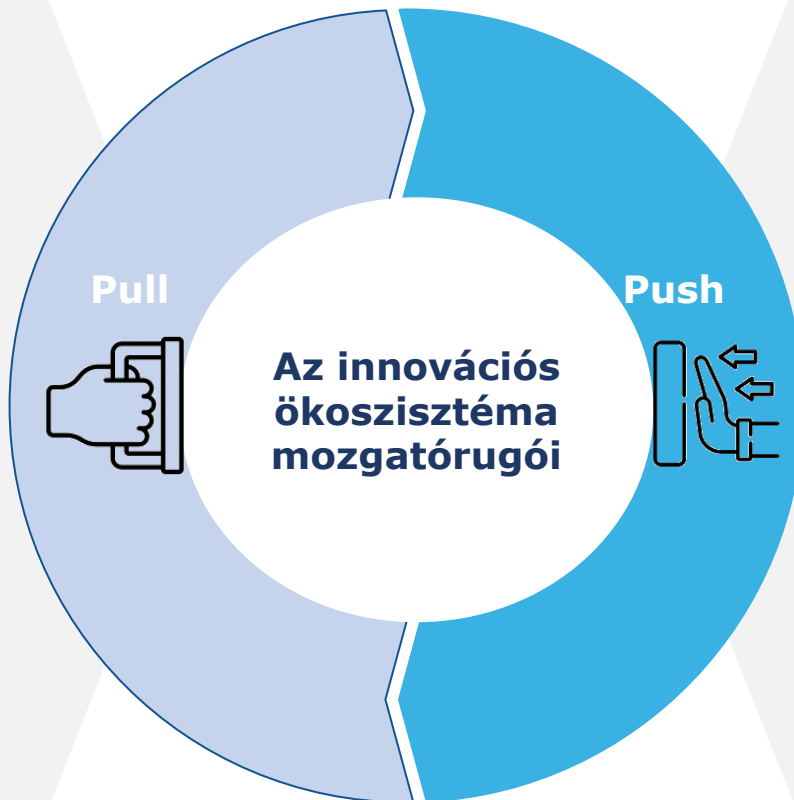 Pull
Push
Az innovációs
ökoszisztéma
mozgatórugói